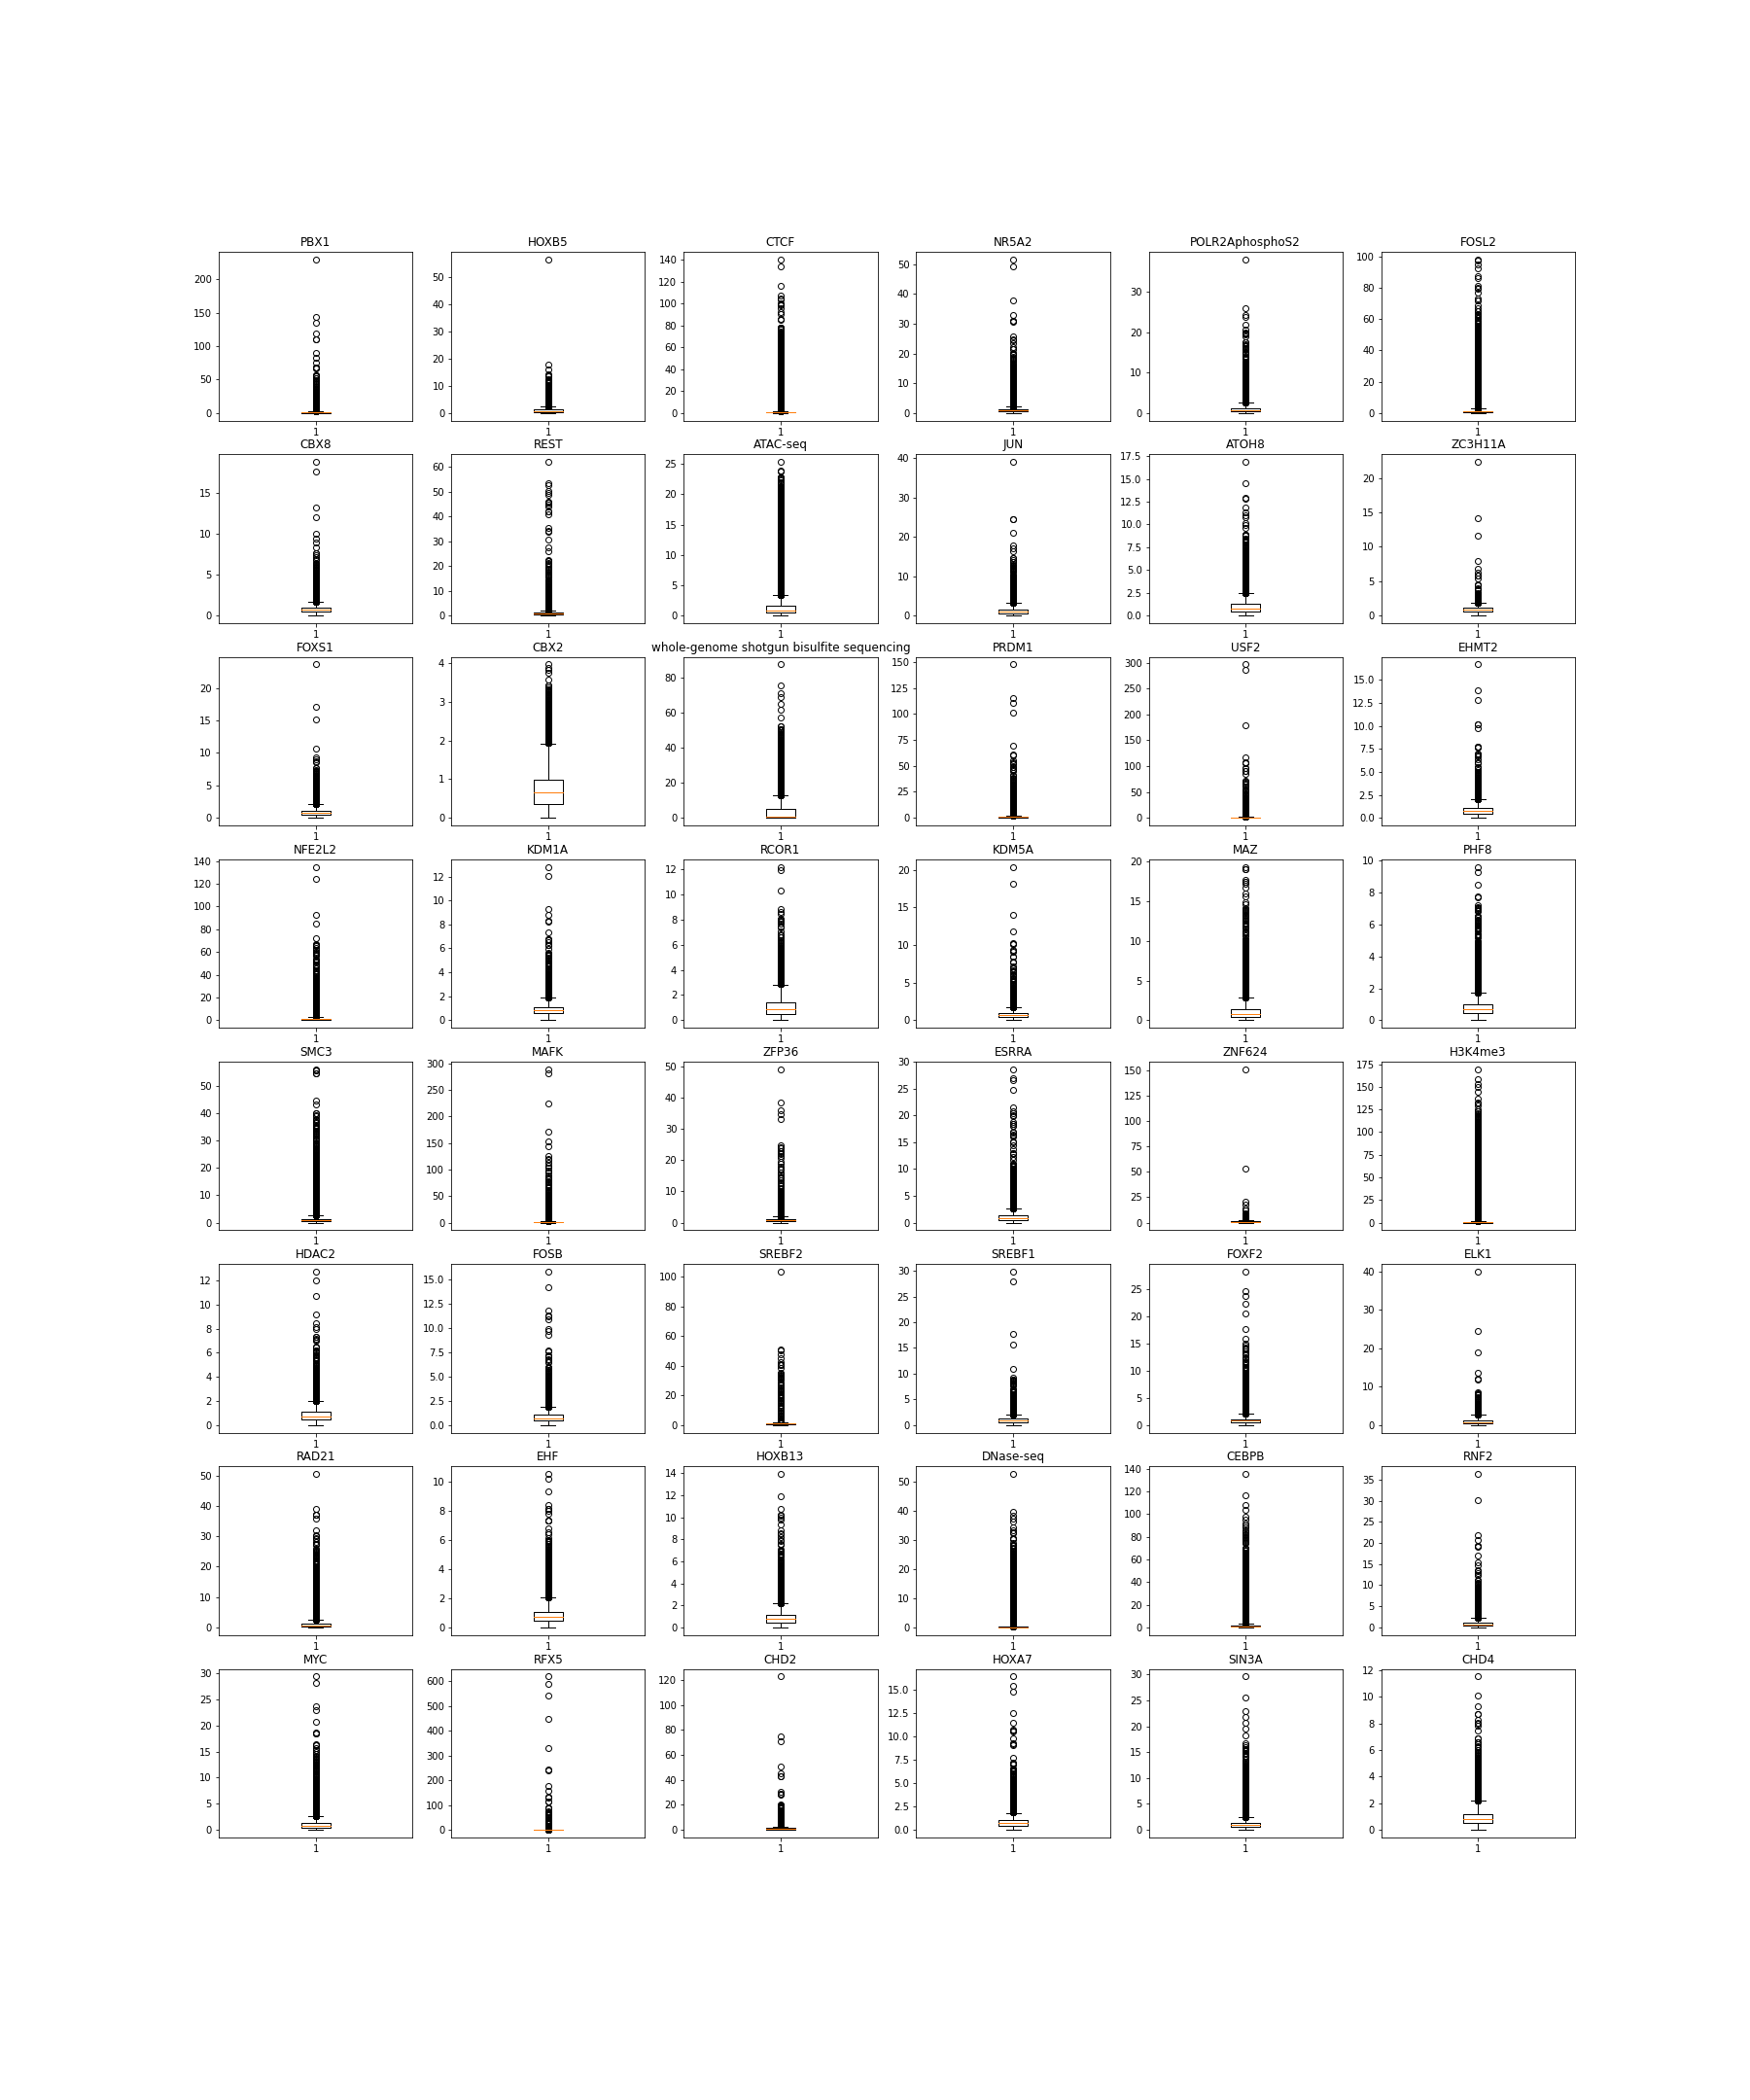 PBX1 HOXB5 CTCF NR5A2 POLR2AphosphoS2 FOSL2
200 150 100 50 0
50 40 30 20 10 0
140 120 100 80 60 40 20 0
50 40 30 20 10 0
30 20 10 0
100 80 60 40 20 0
1 1 1 1 1 1
CBX8 REST ATAC-seq JUN ATOH8 ZC3H11A
15 10 5 0
60 50 40 30 20 10 0
25 20 15 10 5 0
40 30 20 10 0
17.5 15.0 12.5 10.0 7.5 5.0 2.5 0.0
20 15 10 5 0
1 1 1 1 1 1
FOXS1 CBX2 whole-genome shotgun bisulfite sequencing PRDM1 USF2 EHMT2
20 15 10 5 0
4 3 2 1 0
80 60 40 20 0
150 125 100 75 50 25 0
300 250 200 150 100 50 0
15.0 12.5 10.0 7.5 5.0 2.5 0.0
1 1 1 1 1 1
NFE2L2 KDM1A RCOR1 KDM5A MAZ PHF8
140 120 100 80 60 40 20 0
12 10 8 6 4 2 0
12 10 8 6 4 2 0
20 15 10 5 0
20 15 10 5 0
10 8 6 4 2 0
1 1 1 1 1 1
SMC3 MAFK ZFP36 ESRRA ZNF624 H3K4me3
50 40 30 20 10 0
300 250 200 150 100 50 0
50 40 30 20 10 0
30 25 20 15 10 5 0
150 125 100 75 50 25 0
175 150 125 100 75 50 25 0
1 1 1 1 1 1
HDAC2 FOSB SREBF2 SREBF1 FOXF2 ELK1
12 10 8 6 4 2 0
15.0 12.5 10.0 7.5 5.0 2.5 0.0
100 80 60 40 20 0
30 25 20 15 10 5 0
25 20 15 10 5 0
40 30 20 10 0
1 1 1 1 1 1
RAD21 EHF HOXB13 DNase-seq CEBPB RNF2
50 40 30 20 10 0
10 8 6 4 2 0
14 12 10 8 6 4 2 0
50 40 30 20 10 0
140 120 100 80 60 40 20 0
35 30 25 20 15 10 5 0
1 1 1 1 1 1
MYC RFX5 CHD2 HOXA7 SIN3A CHD4
30 25 20 15 10 5 0
600 500 400 300 200 100 0
120 100 80 60 40 20 0
15.0 12.5 10.0 7.5 5.0 2.5 0.0
30 25 20 15 10 5 0
12 10 8 6 4 2 0
1 1 1 1 1 1